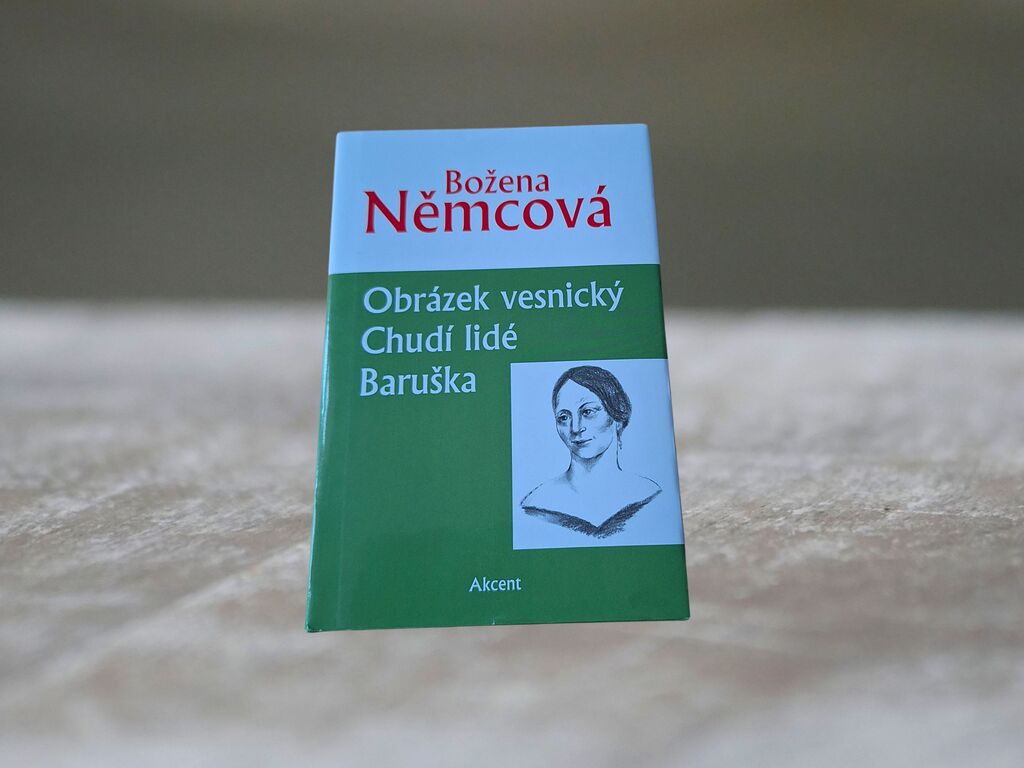 Božena
Němcová
Obrázek vesnický
Chudí lidé
Baruška
Akcent